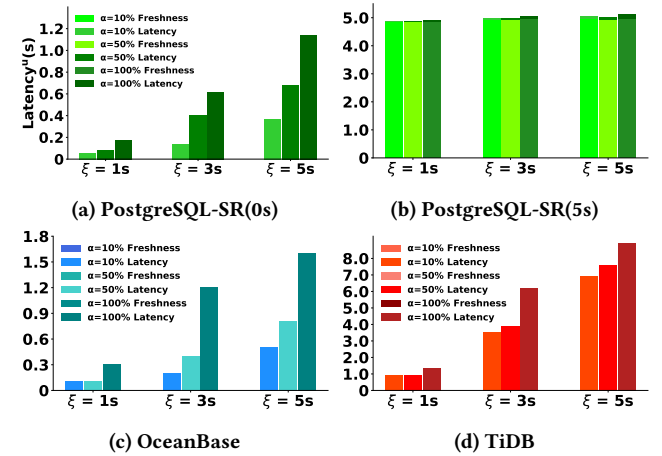 Latencyᵘ(s)
1.2
1.0
0.8
0.6
0.4
0.2
0
α=10% Freshness
α=10% Latency
α=50% Freshness
α=50% Latency
α=100% Freshness
α=100% Latency
ξ = 1s
ξ = 3s
ξ = 5s
(a) PostgreSQL-SR(0s)
5.0
4.0
3.0
2.0
1.0
0
ξ = 1s
ξ = 3s
ξ = 5s
(b) PostgreSQL-SR(5s)
1.8
1.5
1.2
0.9
0.6
0.3
0
α=10% Freshness
α=10% Latency
α=50% Freshness
α=50% Latency
α=100% Freshness
α=100% Latency
ξ = 1s
ξ = 3s
ξ = 5s
(c) OceanBase
8.0
7.0
6.0
5.0
4.0
3.0
2.0
1.0
0
α=10% Freshness
α=10% Latency
α=50% Freshness
α=50% Latency
α=100% Freshness
α=100% Latency
ξ = 1s
ξ = 3s
ξ = 5s
(d) TiDB